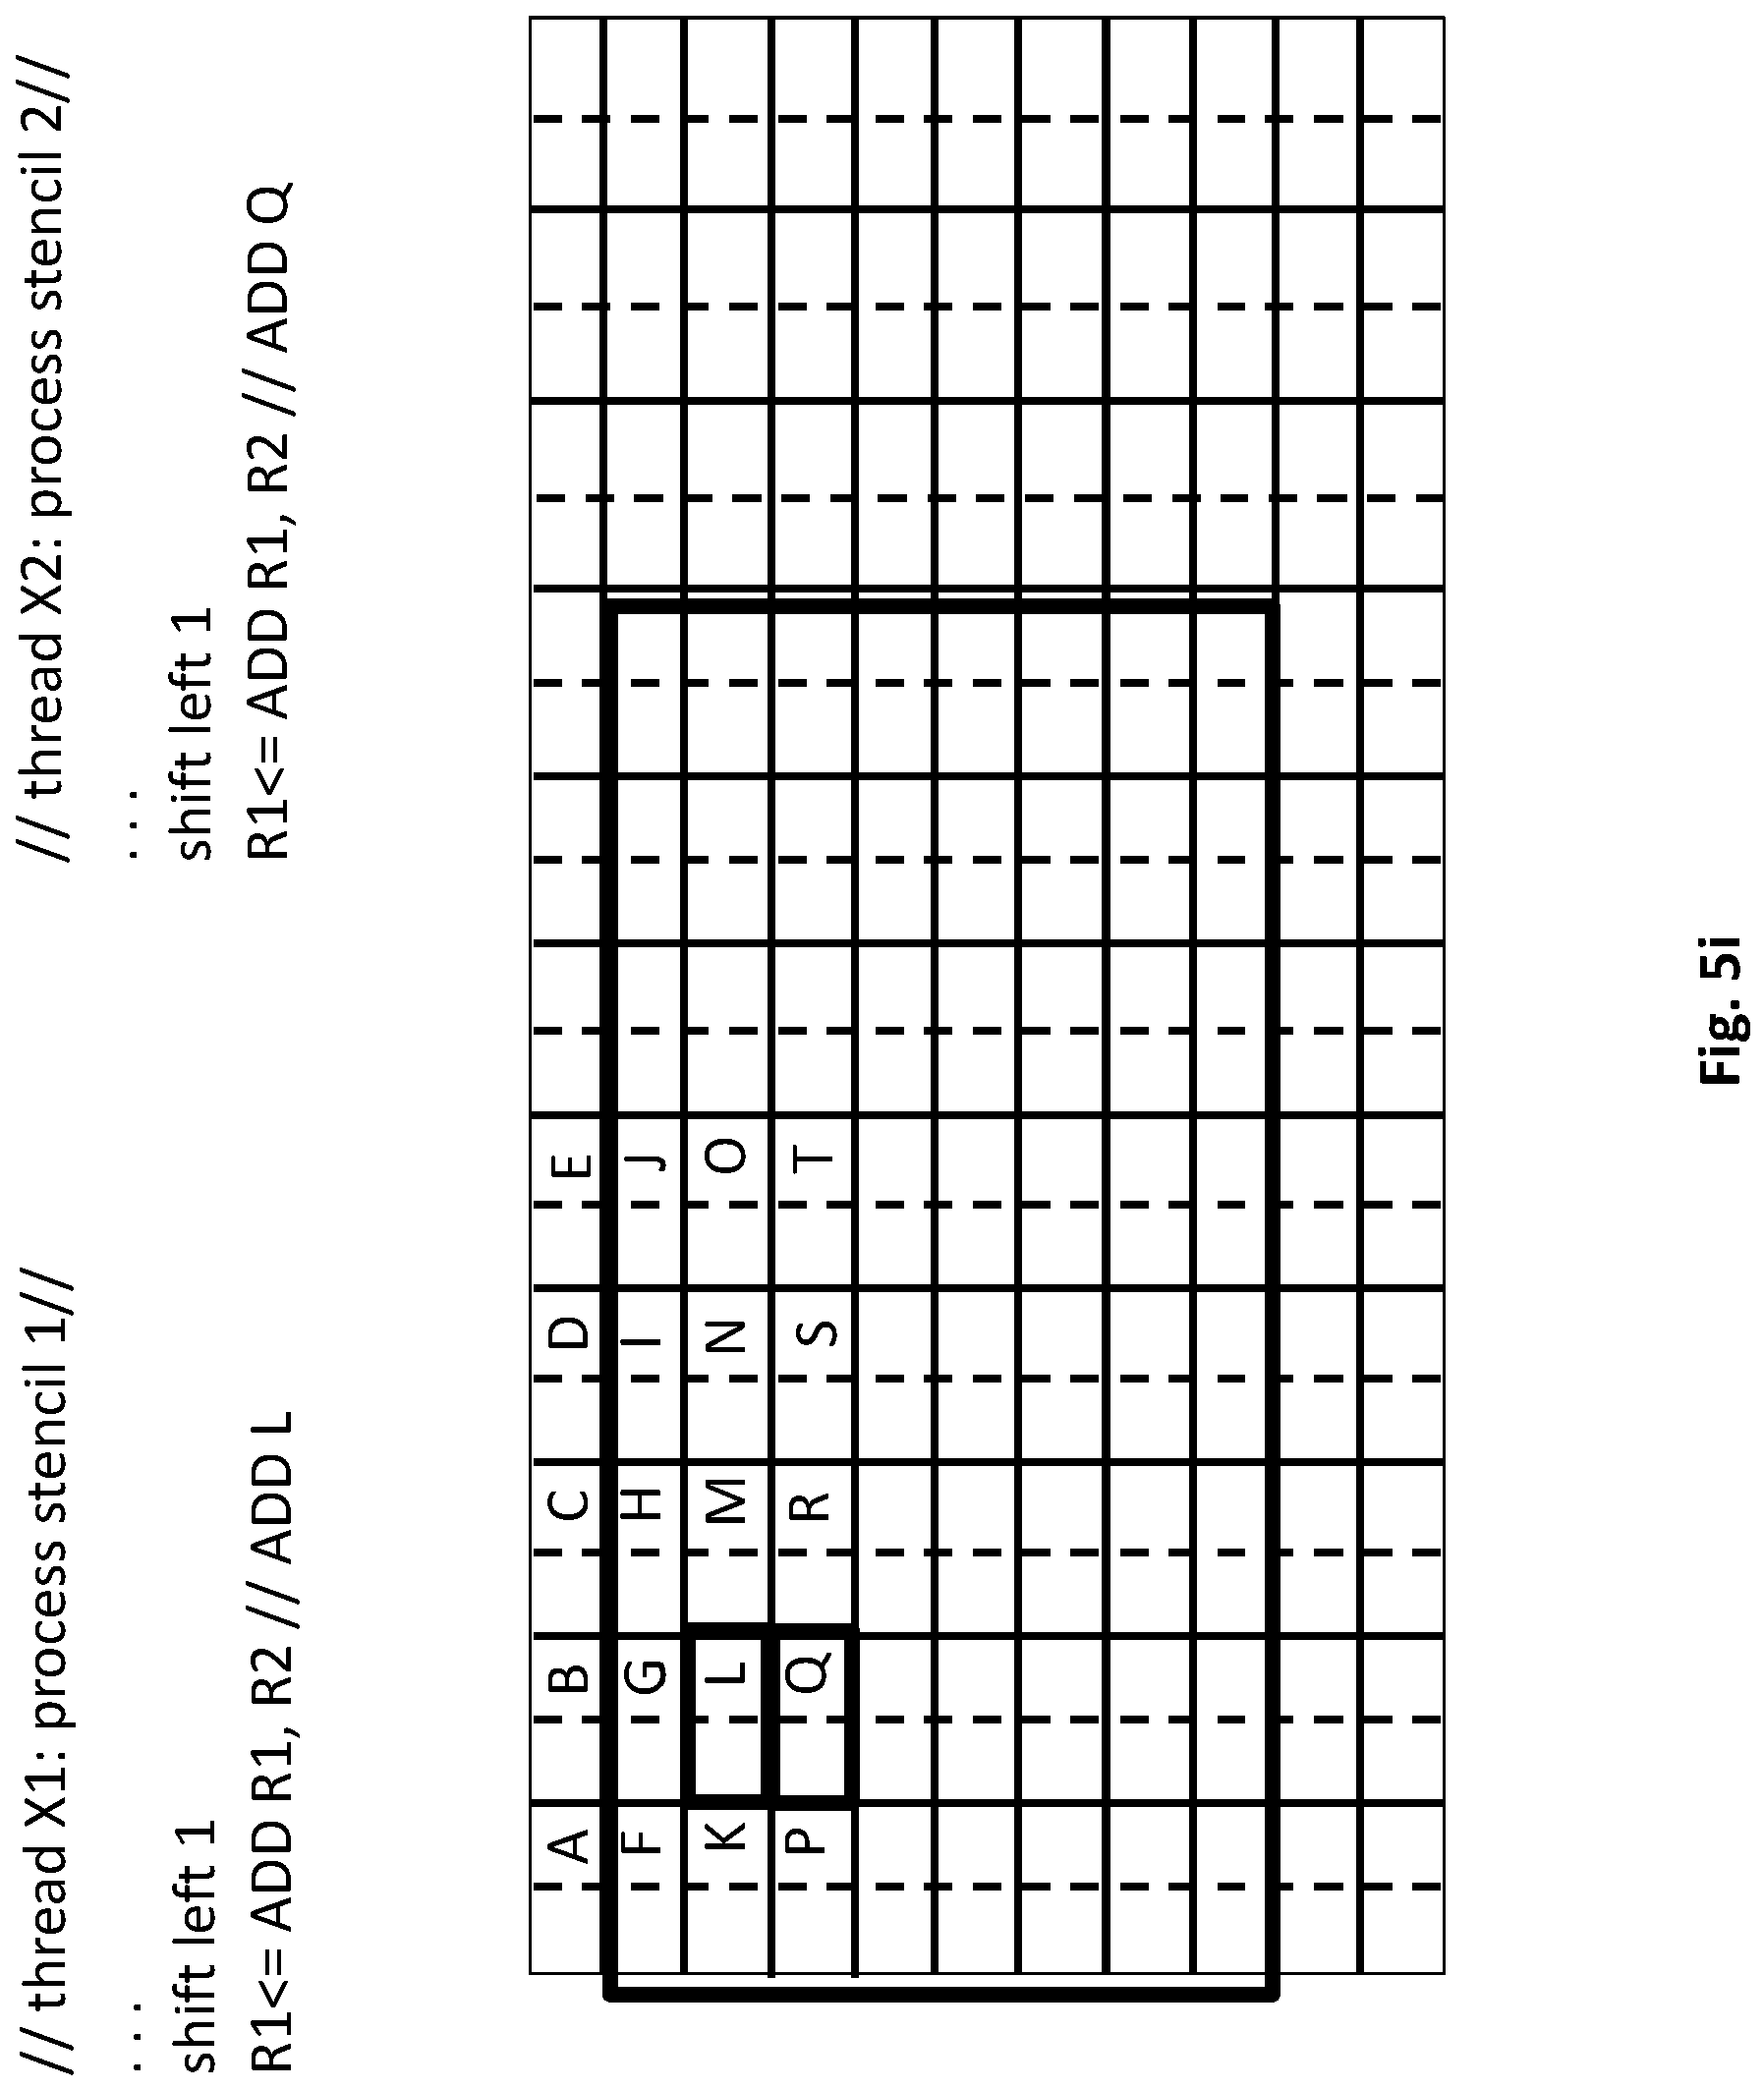 // thread X1: process stencil 1//
. . .
shift left 1
R1<= ADD R1, R2 // ADD L
// thread X2: process stencil 2//
. . .
shift left 1
R1<= ADD R1, R2 // ADD Q
A B C D E
F G H I J
K L M N O
P Q R S T
Fig. 5i